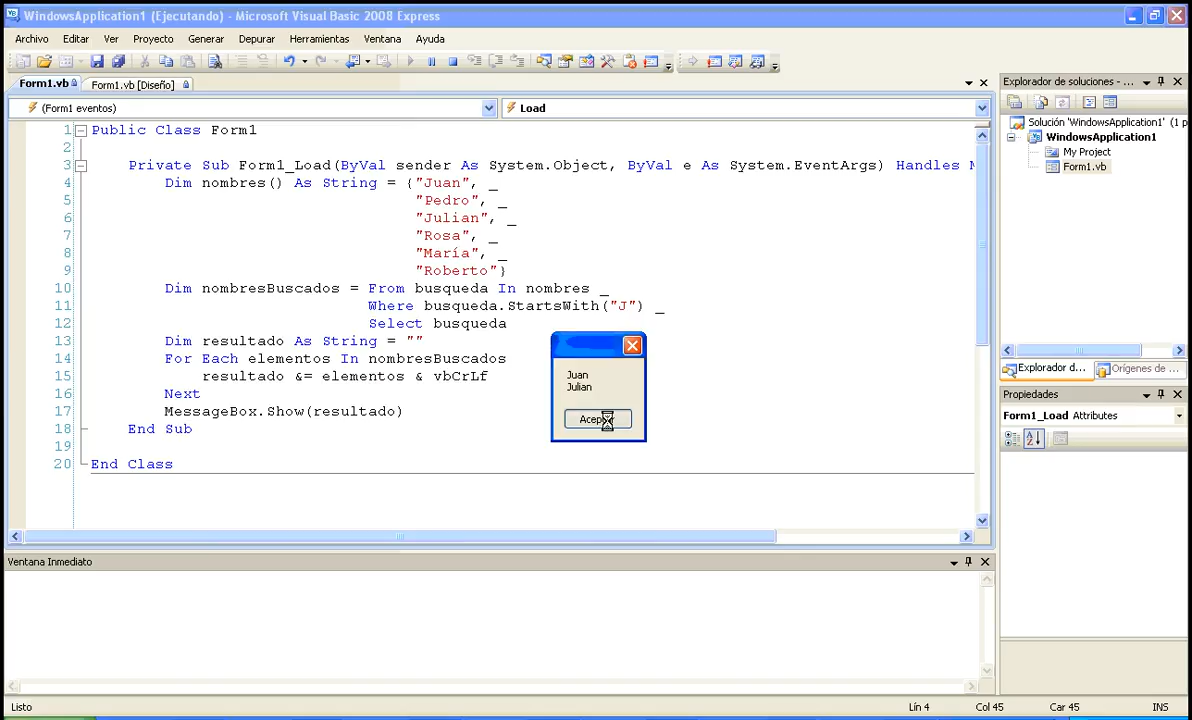 WindowsApplication1 (Ejecutando) - Microsoft Visual Basic 2008 Express
Archivo Editar Ver Proyecto Generar Depurar Herramientas Ventana Ayuda
Form1.vb Form1.vb [Diseño]
(Form1 eventos) Load
1 Public Class Form1
2
3 Private Sub Form1_Load(ByVal sender As System.Object, ByVal e As System.EventArgs) Handles M
4 Dim nombres() As String = {"Juan", _
5 "Pedro", _
6 "Julian", _
7 "Rosa", _
8 "María", _
9 "Roberto"}
10 Dim nombresBuscados = From busqueda In nombres _
11 Where busqueda.StartsWith("J") _
12 Select busqueda
13 Dim resultado As String = ""
14 For Each elementos In nombresBuscados
15 resultado &= elementos & vbCrLf
16 Next
17 MessageBox.Show(resultado)
18 End Sub
19
20 End Class
Juan
Julian
Explorador de soluciones - ...
Solución 'WindowsApplication1' (1 p
WindowsApplication1
My Project
Form1.vb
Explorador d... Orígenes de ...
Propiedades
Form1_Load Attributes
Ventana Inmediato
Listo Lín 4 Col 45 Car 45 INS